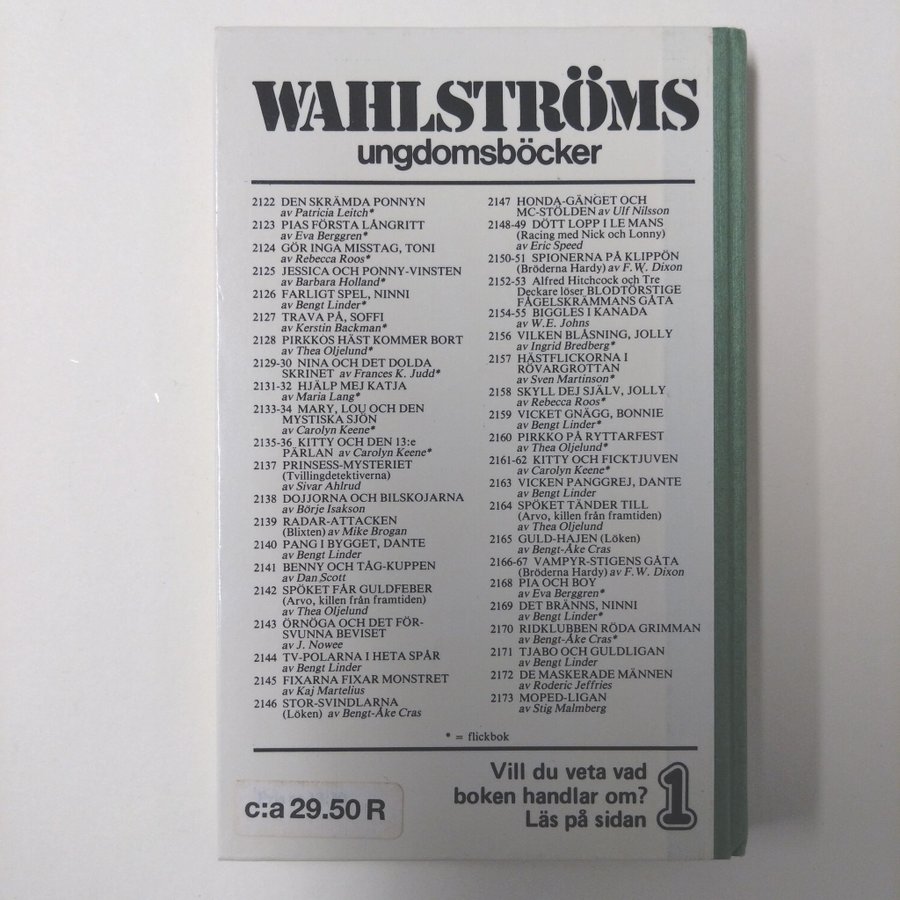 WAHLSTRÖMS
ungdomsböcker
2122 DEN SKRÄMDA PONNYN
av Patricia Leitch*
2123 PIAS FÖRSTA LÅNGRITT
av Eva Berggren*
2124 GÖR INGA MISSTAG, TONI
av Rebecca Roos*
2125 JESSICA OCH PONNY-VINSTEN
av Barbara Holland*
2126 FARLIGT SPEL, NINNI
av Bengt Linder*
2127 TRAVA PÅ, SOFFI
av Kerstin Backman*
2128 PIRKKOS HÄST KOMMER BORT
av Thea Oljelund*
2129-30 NINA OCH DET DOLDA
SKRINET av Frances K. Judd*
2131-32 HJÄLP MEJ KATJA
av Maria Lang*
2133-34 MARY, LOU OCH DEN
MYSTISKA SJÖN
av Carolyn Keene*
2135-36 KITTY OCH DEN 13:e
PÄRLAN av Carolyn Keene*
2137 PRINSESS-MYSTERIET
(Tvillingdetektiverna)
av Sivar Ahlrud
2138 DOJJORNA OCH BILSKOJARNA
av Börje Isakson
2139 RADAR-ATTACKEN
(Blixten) av Mike Brogan
2140 PANG I BYGGET, DANTE
av Bengt Linder
2141 BENNY OCH TÅG-KUPPEN
av Dan Scott
2142 SPÖKET FÅR GULDFEBER
(Arvo, killen från framtiden)
av Thea Oljelund
2143 ÖRNÖGA OCH DET FÖR-
SVUNNA BEVISET
av J. Nowee
2144 TV-POLARNA I HETA SPÅR
av Bengt Linder
2145 FIXARNA FIXAR MONSTRET
av Kaj Martelius
2146 STOR-SVINDLARNA
(Löken) av Bengt-Åke Cras
2147 HONDA-GÄNGET OCH
MC-STÖLDEN av Ulf Nilsson
2148-49 DÖTT LOPP I LE MANS
(Racing med Nick och Lonny)
av Eric Speed
2150-51 SPIONERNA PÅ KLIPPÖN
(Bröderna Hardy) av F.W. Dixon
2152-53 Alfred Hitchcock och Tre
Deckare löser BLODTÖRSTIGE
FÅGELSKRÄMMANS GÅTA
2154-55 BIGGLES I KANADA
av W.E. Johns
2156 VILKEN BLÅSNING, JOLLY
av Ingrid Bredberg*
2157 HÄSTFLICKORNA I
RÖVARGROTTAN
av Sven Martinson*
2158 SKYLL DEJ SJÄLV, JOLLY
av Rebecca Roos*
2159 VICKET GNÄGG, BONNIE
av Bengt Linder*
2160 PIRKKO PÅ RYTTARFEST
av Thea Oljelund*
2161-62 KITTY OCH FICKTJUVEN
av Carolyn Keene*
2163 VICKEN PANGGREJ, DANTE
av Bengt Linder
2164 SPÖKET TÄNDER TILL
(Arvo, killen från framtiden)
av Thea Oljelund
2165 GULD-HAJEN (Löken)
av Bengt-Åke Cras
2166-67 VAMPYR-STIGENS GÅTA
(Bröderna Hardy) av F.W. Dixon
2168 PIA OCH BOY
av Eva Berggren*
2169 DET BRÄNNS, NINNI
av Bengt Linder*
2170 RIDKLUBBEN RÖDA GRIMMAN
av Bengt-Åke Cras*
2171 TJABO OCH GULDLIGAN
av Bengt Linder
2172 DE MASKERADE MÄNNEN
av Roderic Jeffries
2173 MOPED-LIGAN
av Stig Malmberg
* = flickbok
Vill du veta vad
boken handlar om?
Läs på sidan 1
c:a 29.50 R